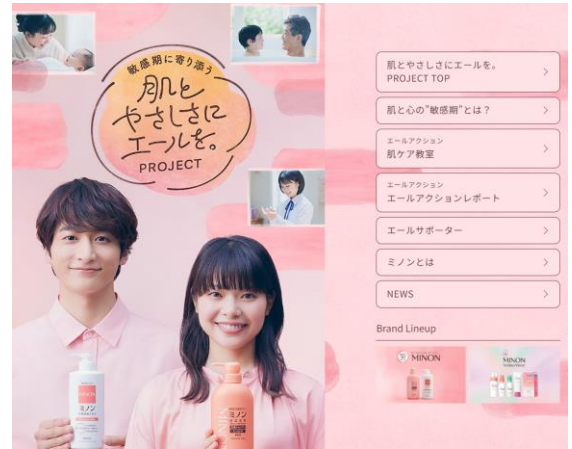 敏感期に寄り添う
肌と
やさしさに
エールを。
PROJECT
ミノン
MINON
ミノン
肌とやさしさにエールを。
PROJECT TOP
肌と心の"敏感期"とは？
エールアクション
肌ケア教室
エールアクション
エールアクションレポート
エールサポーター
ミノンとは
NEWS
Brand Lineup
MINON
MINON